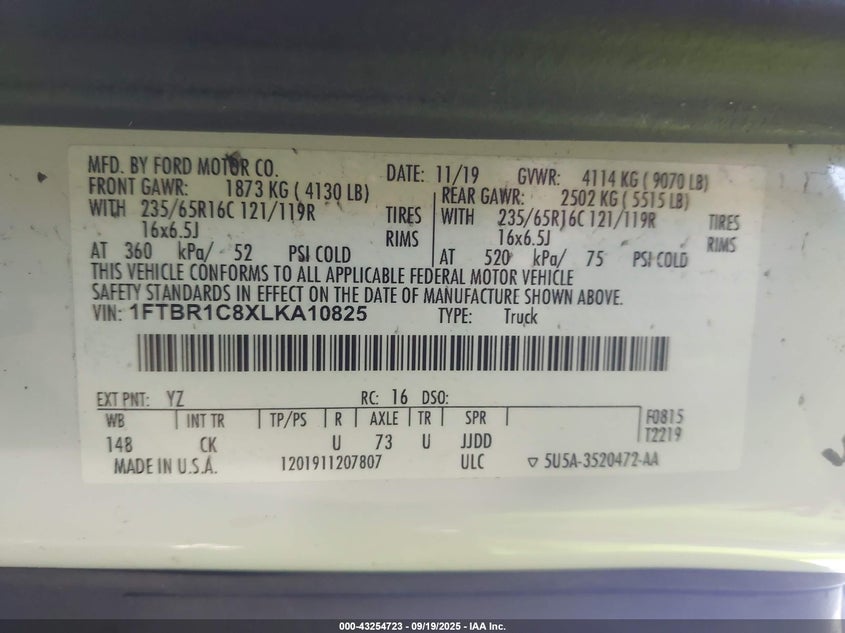 MFD. BY FORD MOTOR CO. DATE: 11/19 GVWR: 4114 KG ( 9070 LB)
FRONT GAWR: 1873 KG ( 4130 LB) REAR GAWR: 2502 KG ( 5515 LB)
WITH 235/65R16C 121/119R TIRES WITH 235/65R16C 121/119R TIRES
16x6.5J RIMS 16x6.5J RIMS
AT 360 kPa/ 52 PSI COLD AT 520 kPa/ 75 PSI COLD
THIS VEHICLE CONFORMS TO ALL APPLICABLE FEDERAL MOTOR VEHICLE
SAFETY STANDARDS IN EFFECT ON THE DATE OF MANUFACTURE SHOWN ABOVE.
VIN: 1FTBR1C8XLKA10825 TYPE: Truck
EXT PNT: YZ RC: 16 DSO: F0815
WB INT TR TP/PS R AXLE TR SPR T2219
148 CK U 73 U JJDD
MADE IN U.S.A. 1201911207807 ULC ▽ 5U5A-3520472-AA
000-43254723 | 09/19/2025 - IAA Inc.